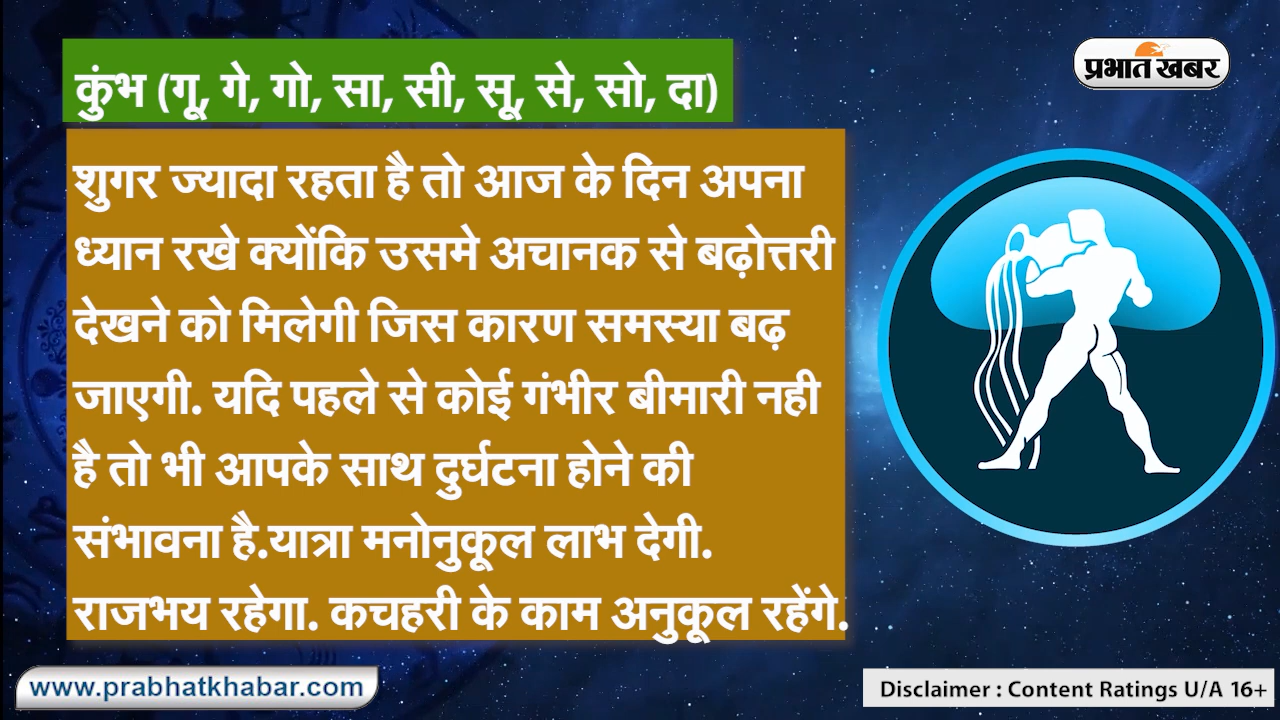 कुंभ (गू, गे, गो, सा, सी, सू, से, सो, दा)
प्रभात खबर
शुगर ज्यादा रहता है तो आज के दिन अपना
ध्यान रखे क्योंकि उसमे अचानक से बढ़ोत्तरी
देखने को मिलेगी जिस कारण समस्या बढ़
जाएगी. यदि पहले से कोई गंभीर बीमारी नही
है तो भी आपके साथ दुर्घटना होने की
संभावना है.यात्रा मनोनुकूल लाभ देगी.
राजभय रहेगा. कचहरी के काम अनुकूल रहेंगे.
www.prabhatkhabar.com
Disclaimer : Content Ratings U/A 16+